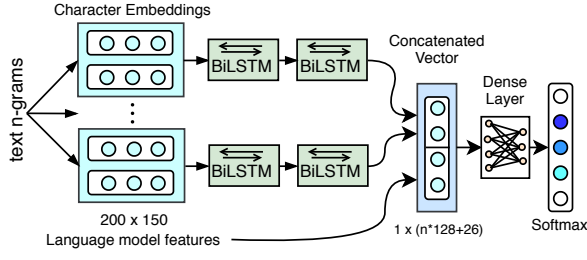 Character Embeddings
text n-grams
BiLSTM
BiLSTM
Concatenated
Vector
Dense
Layer
BiLSTM
BiLSTM
200 x 150
Language model features
1 x (n*128+26)
Softmax